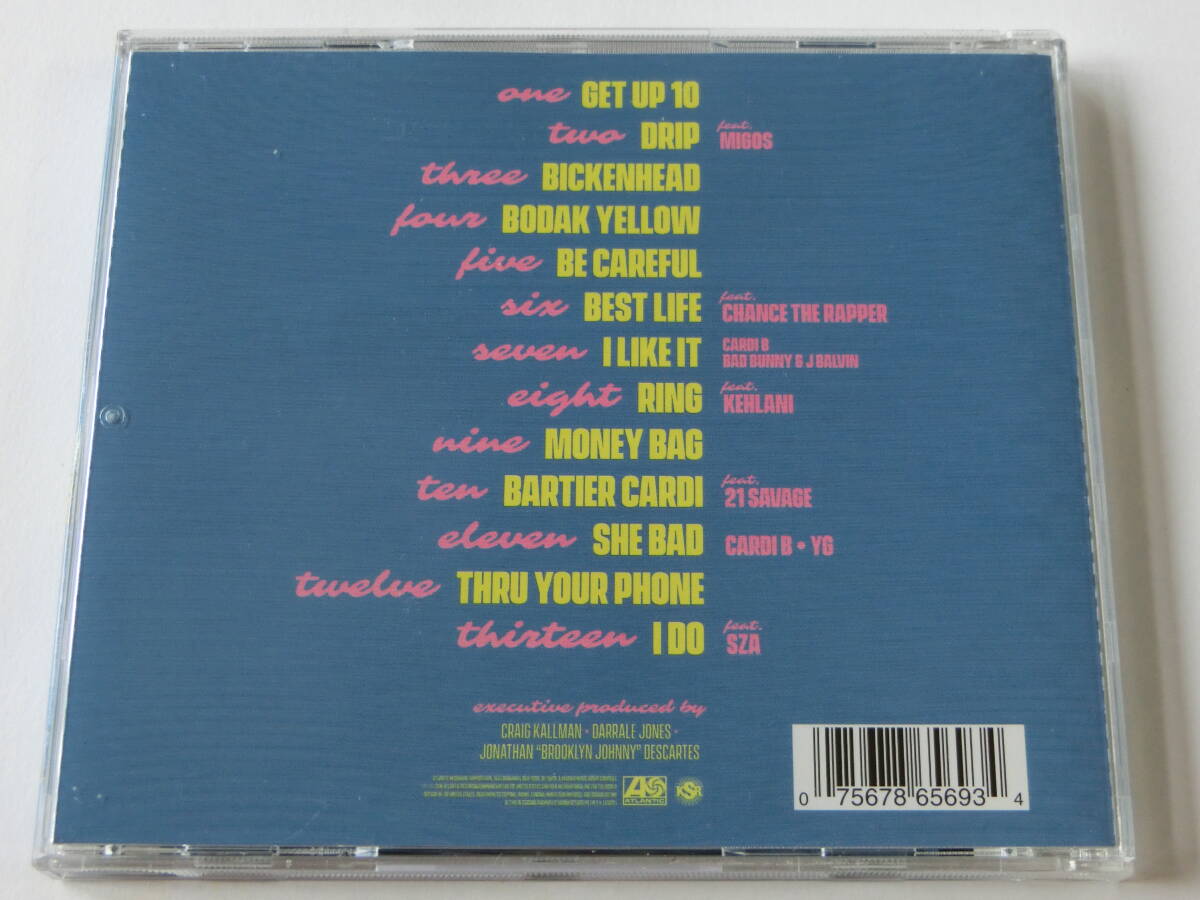 one GET UP 10
two DRIP feat. MIGOS
three BICKENHEAD
four BODAK YELLOW
five BE CAREFUL
six BEST LIFE feat. CHANCE THE RAPPER
seven I LIKE IT CARDI B
BAD BUNNY & J BALVIN
eight RING feat. KEHLANI
nine MONEY BAG
ten BARTIER CARDI feat. 21 SAVAGE
eleven SHE BAD CARDI B • YG
twelve THRU YOUR PHONE
thirteen I DO feat. SZA
executive produced by
CRAIG KALLMAN • DARRALE JONES •
JONATHAN "BROOKLYN JOHNNY" DESCARTES
ATLANTIC
KSR
0 75678 65693 4